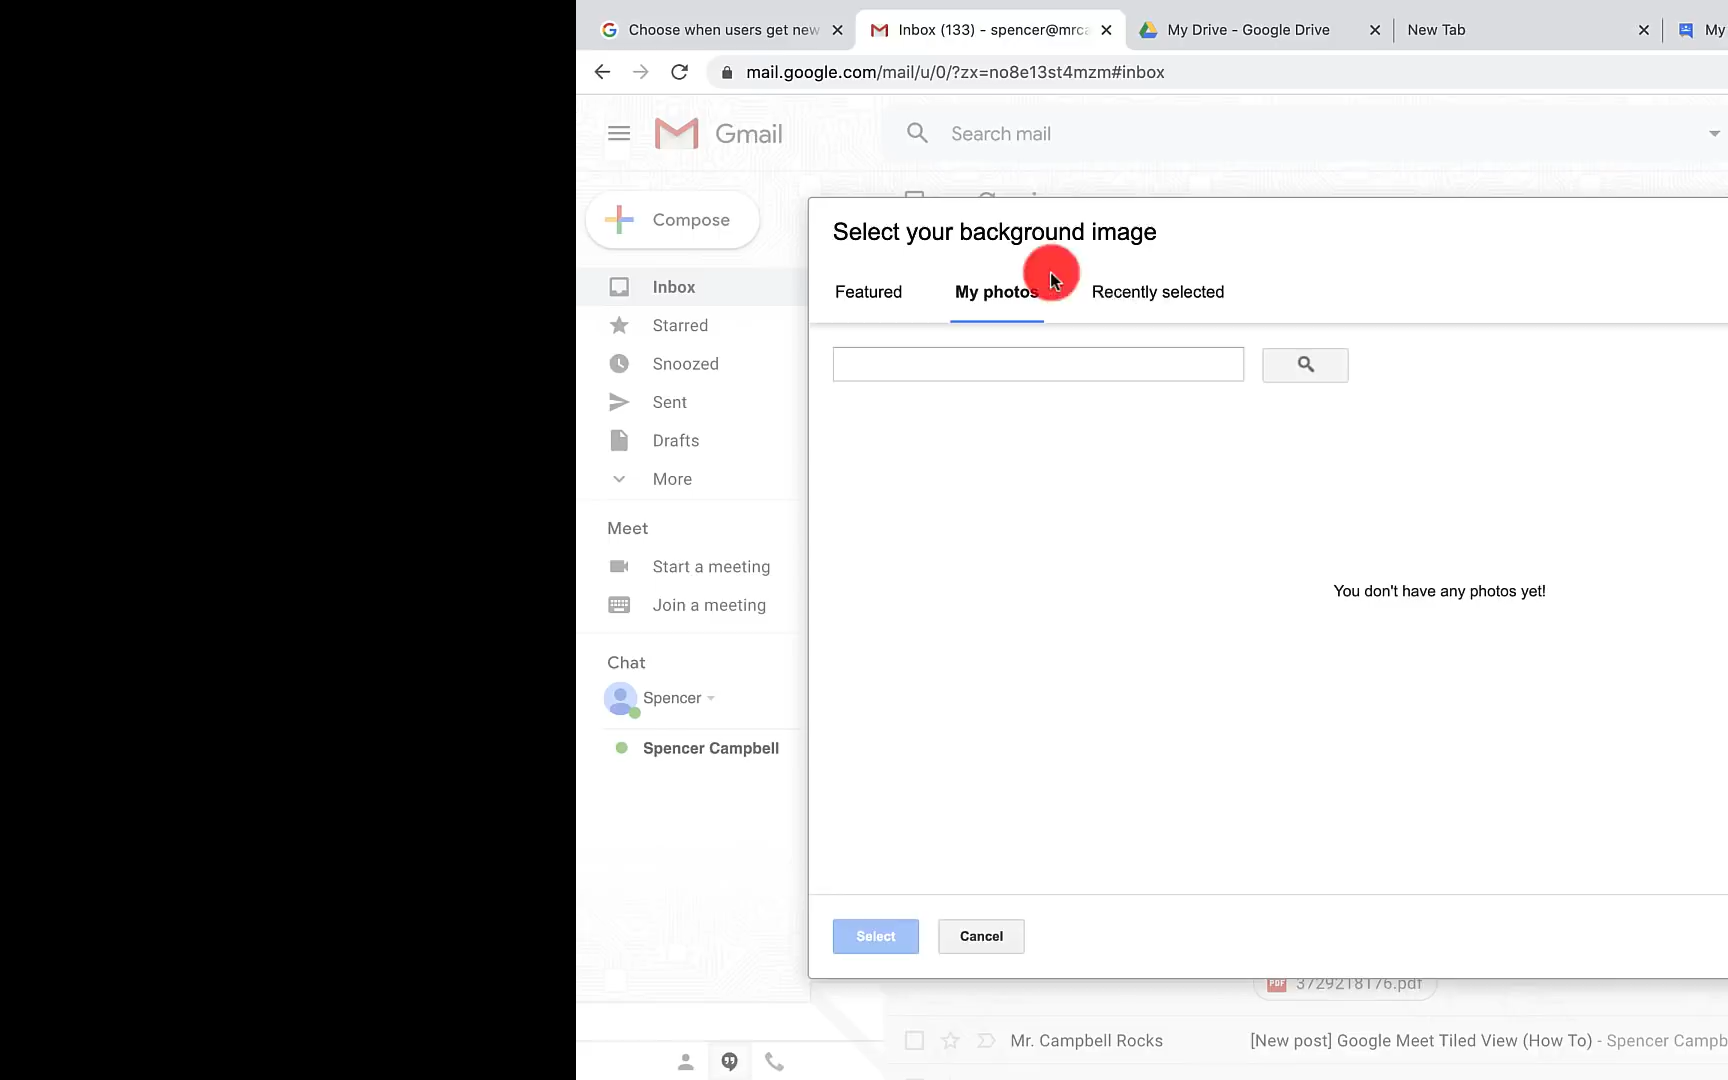 Choose when users get new
Inbox (133) - spencer@mrca
My Drive - Google Drive
New Tab
My
mail.google.com/mail/u/0/?zx=no8e13st4mzm#inbox
Gmail
Search mail
Compose
Select your background image
Featured
My photos
Recently selected
Inbox
Starred
Snoozed
Sent
Drafts
More
Meet
Start a meeting
Join a meeting
You don't have any photos yet!
Chat
Spencer
Spencer Campbell
Select
Cancel
PDF 3729218176.pdf
Mr. Campbell Rocks
[New post] Google Meet Tiled View (How To) - Spencer Campb